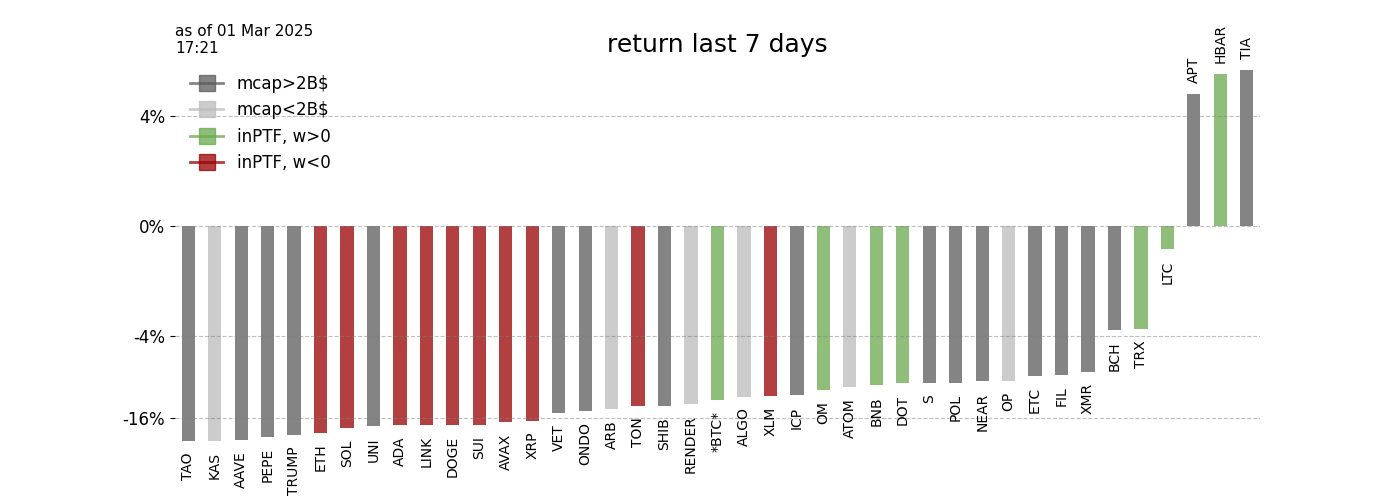 as of 01 Mar 2025
17:21
return last 7 days
mcap>2B$
mcap<2B$
inPTF, w>0
inPTF, w<0
4%
0%
-4%
-16%
TAO
KAS
AAVE
PEPE
TRUMP
ETH
SOL
UNI
ADA
LINK
DOGE
SUI
AVAX
XRP
VET
ONDO
ARB
TON
SHIB
RENDER
*BTC*
ALGO
XLM
ICP
OM
ATOM
BNB
DOT
S
POL
NEAR
OP
ETC
FIL
XMR
BCH
TRX
LTC
APT
HBAR
TIA